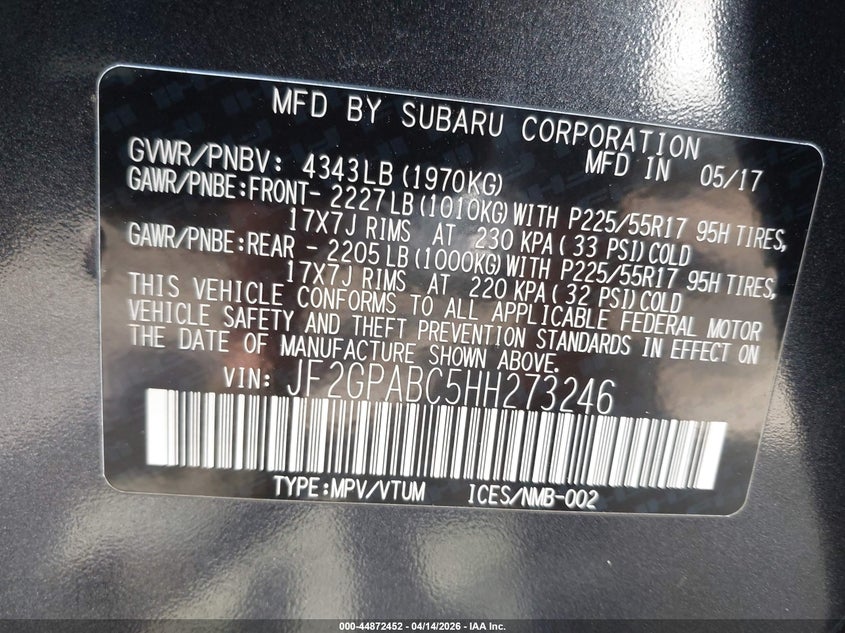 MFD BY SUBARU CORPORATION
MFD IN 05/17
GVWR/PNBV: 4343LB (1970KG)
GAWR/PNBE:FRONT- 2227LB (1010KG) WITH P225/55R17 95H TIRES,
17X7J RIMS AT 230 KPA ( 33 PSI) COLD
GAWR/PNBE:REAR - 2205LB (1000KG) WITH P225/55R17 95H TIRES,
17X7J RIMS AT 220 KPA ( 32 PSI) COLD
THIS VEHICLE CONFORMS TO ALL APPLICABLE FEDERAL MOTOR
VEHICLE SAFETY AND THEFT PREVENTION STANDARDS IN EFFECT ON
THE DATE OF MANUFACTURE SHOWN ABOVE.
VIN: JF2GPABC5HH273246
TYPE:MPV/VTUM ICES/NMB-002
000-44872452 - 04/14/2026 - IAA Inc.